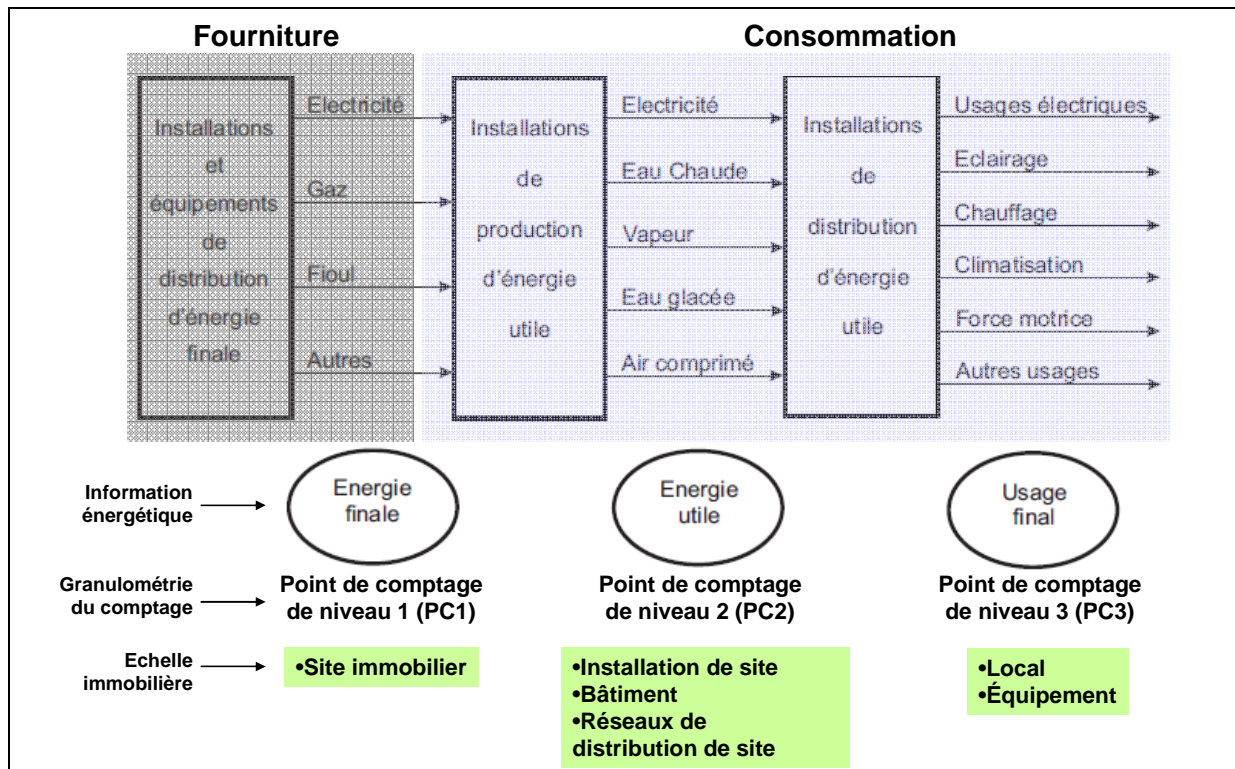 Fourniture
Consommation
Installations
et
équipements
de
distribution
d'énergie
finale
Electricité
Gaz
Fioul
Autres
Installations
de
production
d'énergie
utile
Electricité
Eau Chaude
Vapeur
Eau glacée
Air comprimé
Installations
de
distribution
d'énergie
utile
Usages électriques
Eclairage
Chauffage
Climatisation
Force motrice
Autres usages
Information
énergétique
Energie
finale
Energie
utile
Usage
final
Granulométrie
du comptage
Point de comptage
de niveau 1 (PC1)
Point de comptage
de niveau 2 (PC2)
Point de comptage
de niveau 3 (PC3)
Echelle
immobilière
•Site immobilier
•Installation de site
•Bâtiment
•Réseaux de
distribution de site
•Local
•Équipement